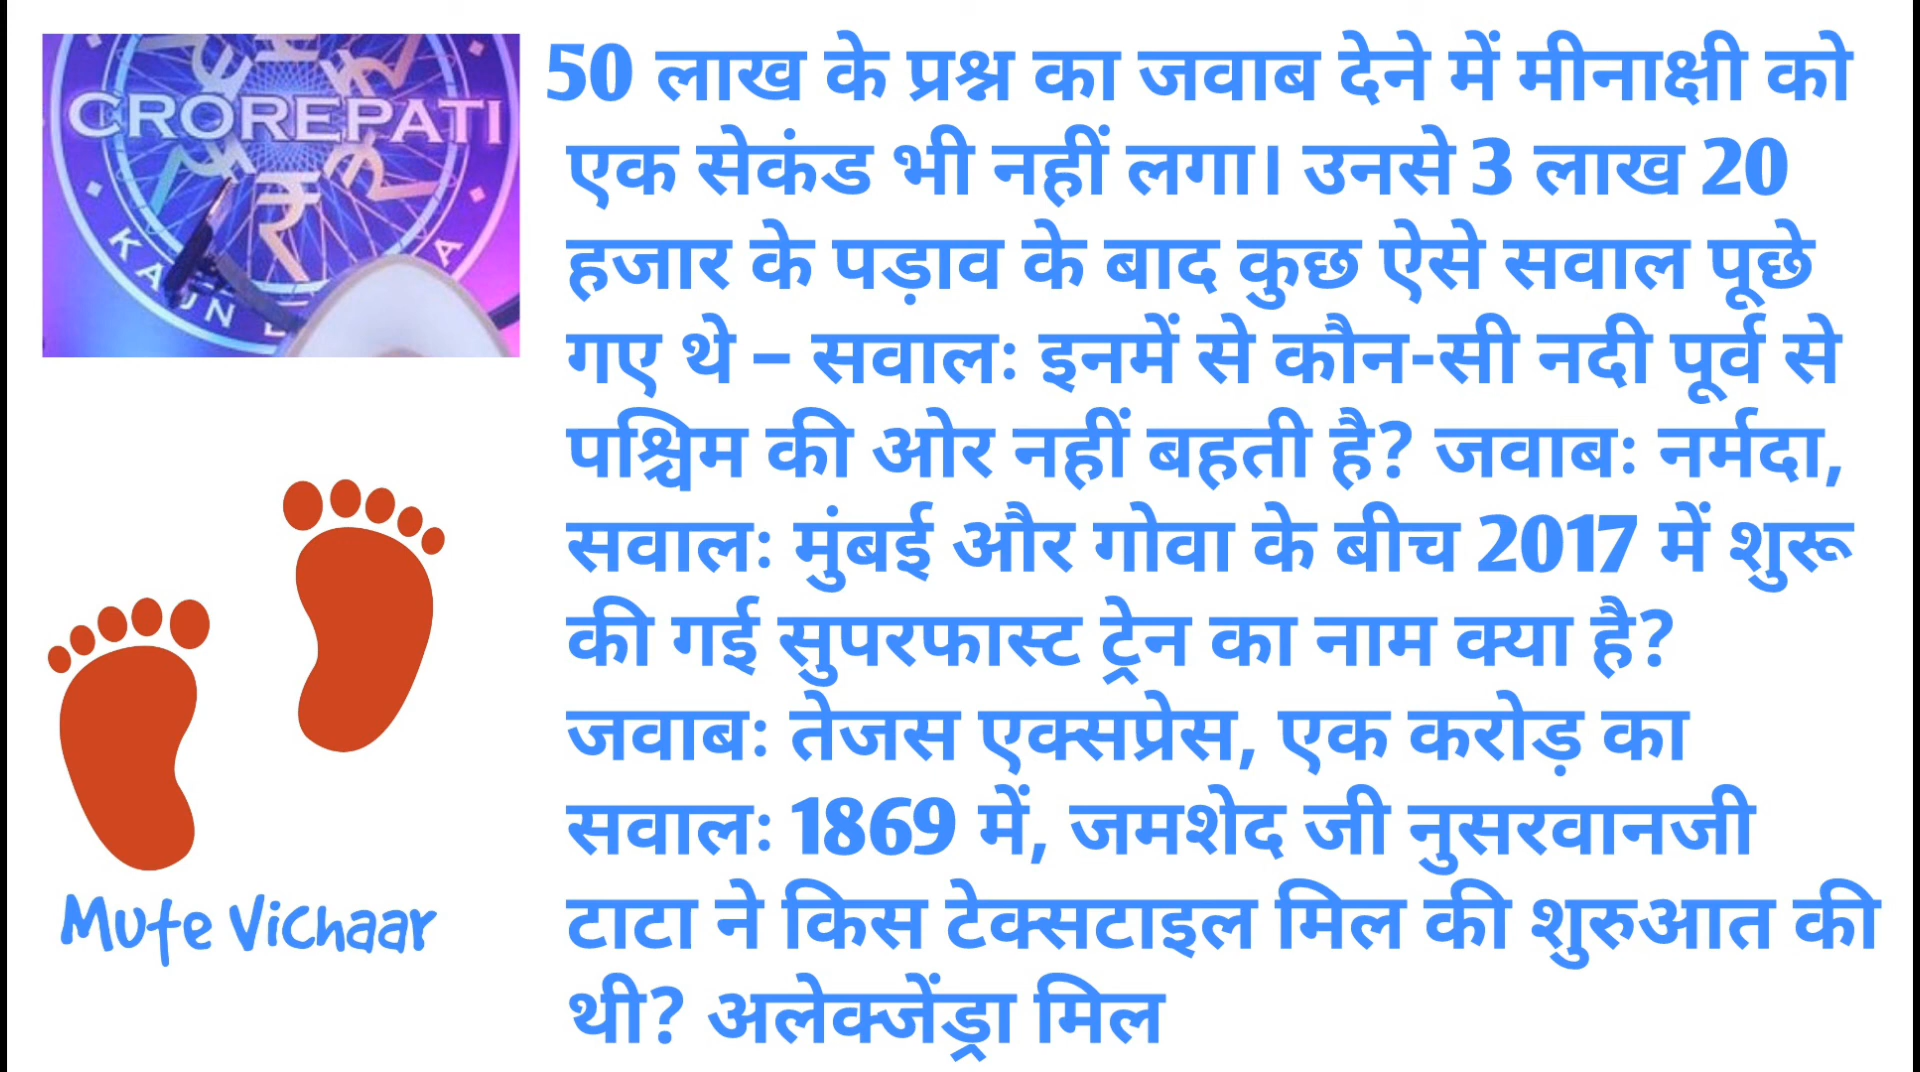 CROREPATI
KAUN
A
50 लाख के प्रश्न का जवाब देने में मीनाक्षी को
एक सेकंड भी नहीं लगा। उनसे 3 लाख 20
हजार के पड़ाव के बाद कुछ ऐसे सवाल पूछे
गए थे – सवालः इनमें से कौन-सी नदी पूर्व से
पश्चिम की ओर नहीं बहती है? जवाबः नर्मदा,
सवालः मुंबई और गोवा के बीच 2017 में शुरू
की गई सुपरफास्ट ट्रेन का नाम क्या है?
जवाबः तेजस एक्सप्रेस, एक करोड़ का
सवालः 1869 में, जमशेद जी नुसरवानजी
टाटा ने किस टेक्सटाइल मिल की शुरुआत की
थी? अलेक्जेंड्रा मिल
Mute Vichaar